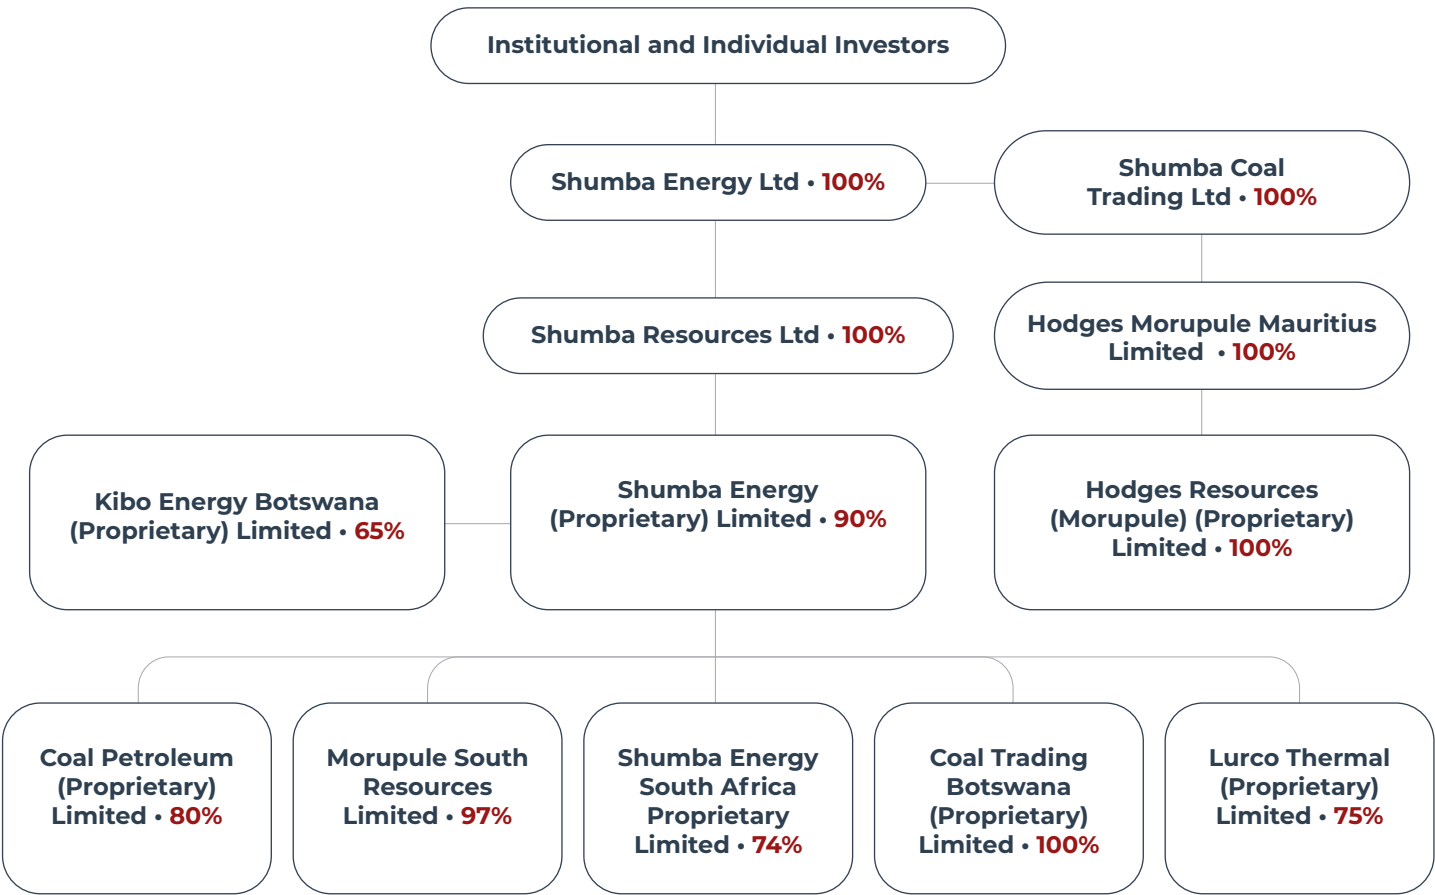 Institutional and Individual Investors
Shumba Energy Ltd • 100%
Shumba Coal
Trading Ltd • 100%
Shumba Resources Ltd • 100%
Hodges Morupule Mauritius
Limited • 100%
Kibo Energy Botswana
(Proprietary) Limited • 65%
Shumba Energy
(Proprietary) Limited • 90%
Hodges Resources
(Morupule) (Proprietary)
Limited • 100%
Coal Petroleum
(Proprietary)
Limited • 80%
Morupule South
Resources
Limited • 97%
Shumba Energy
South Africa
Proprietary
Limited • 74%
Coal Trading
Botswana
(Proprietary)
Limited • 100%
Lurco Thermal
(Proprietary)
Limited • 75%